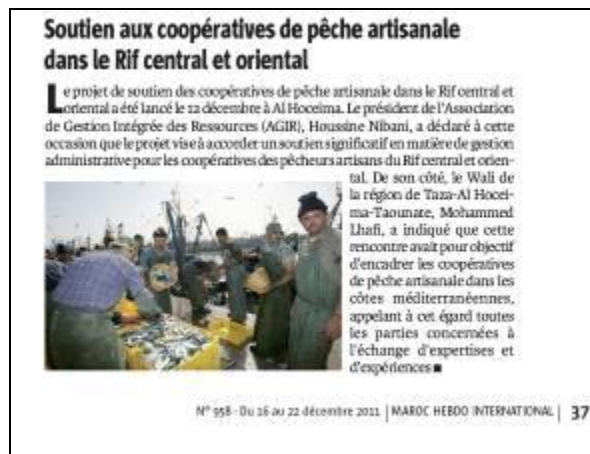 Soutien aux coopératives de pêche artisanale
dans le Rif central et oriental
Le projet de soutien des coopératives de pêche artisanale dans le Rif central et
oriental a été lancé le 12 décembre à Al Hoceima. Le président de l'Association
de Gestion Intégrée des Ressources (AGIR), Houssine Nibani, a déclaré à cette
occasion que le projet vise à accorder un soutien significatif en matière de gestion
administrative pour les coopératives des pêcheurs artisans du Rif central et orien-
tal. De son côté, le Wali de
la région de Taza-Al Hocei-
ma-Taounate, Mohammed
Lhafi, a indiqué que cette
rencontre avait pour objectif
d'encadrer les coopératives
de pêche artisanale dans les
côtes méditerranéennes,
appelant à cet égard toutes
les parties concernées à
l'échange d'expertises et
d'expériences ■
N° 958 - Du 16 au 22 décembre 2011 | MAROC HEBDO INTERNATIONAL | 37